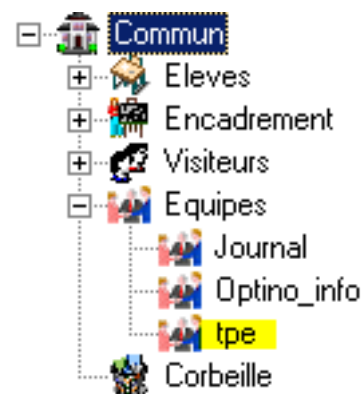 Commun
Eleves
Encadrement
Visiteurs
Equipes
Journal
Optino_info
tpe
Corbeille